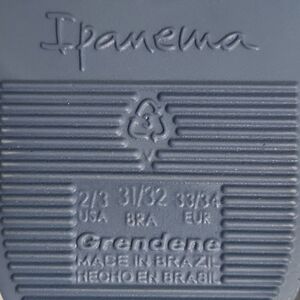 Ipanema
3
V
2/3 31/32 33/34
USA BRA EUR
Grendene
MADE IN BRAZIL
HECHO EN BRASIL